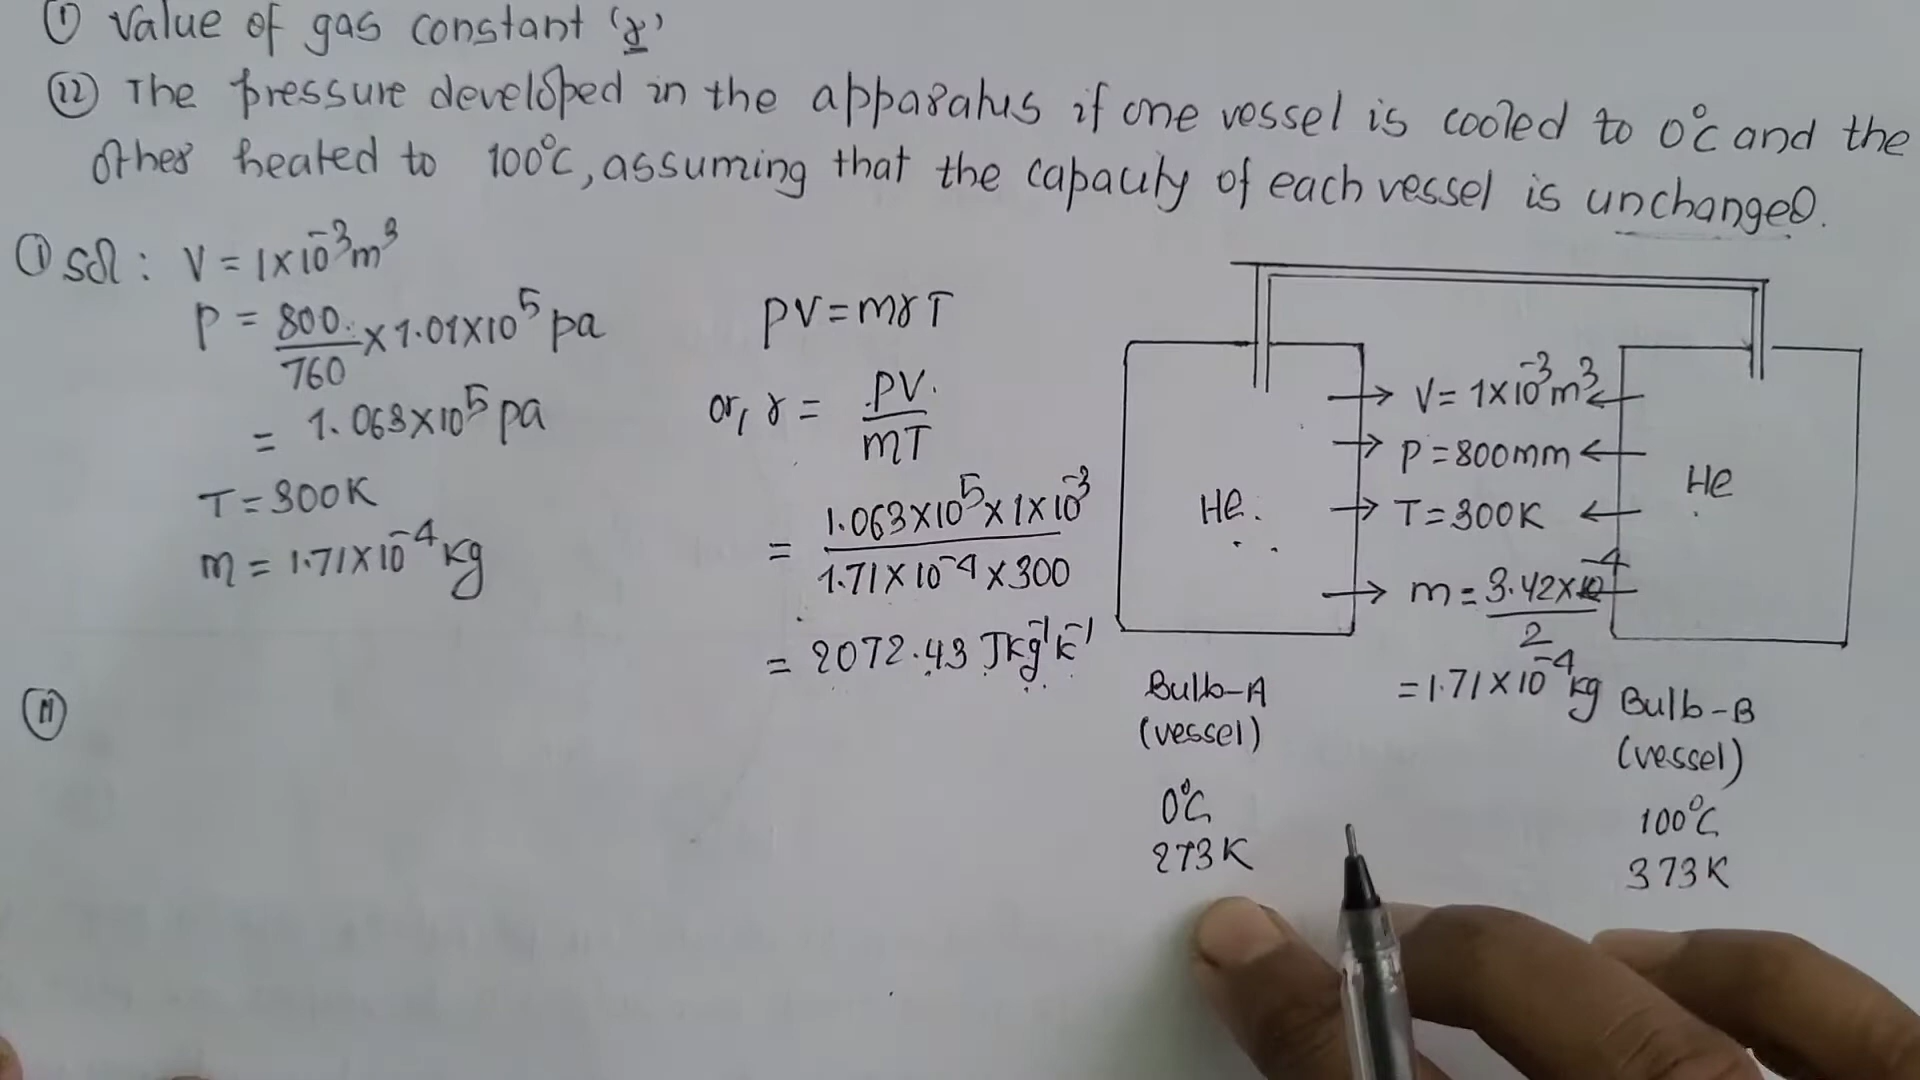 ① Value of gas constant 'r'
(ii) The pressure developed in the apparatus if one vessel is cooled to 0°C and the
other heated to 100°C, assuming that the capacity of each vessel is unchanged.
① Sol: V = 1×10⁻³m³
P = 800/760 × 1.01×10⁵ pa
= 1.063×10⁵ pa
T = 300K
m = 1.71×10⁻⁴ kg
PV = mrT
or, r = PV/mT
= 1.063×10⁵×1×10⁻³/1.71×10⁻⁴×300
= 2072.43 Jkg⁻¹k⁻¹
He
V = 1×10⁻³m³
P = 800mm
T = 300K
m = 3.42×10⁻⁴/2
= 1.71×10⁻⁴ kg
He
Bulb-A
(vessel)
0°C
273K
Bulb-B
(vessel)
100°C
373K
(ii)